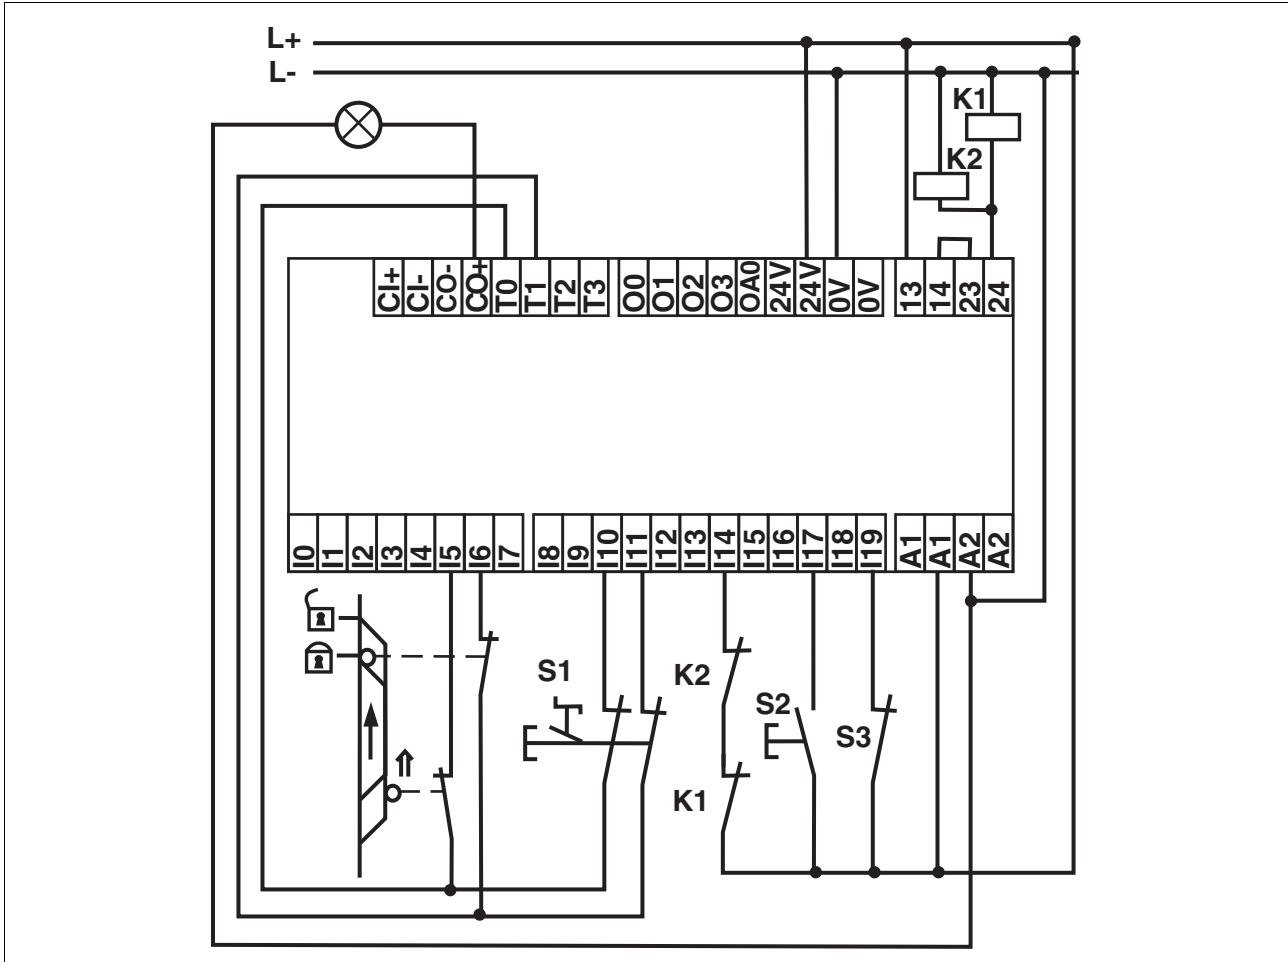 L+
L-
K1
K2
CI+ CI- CO- CO+ T0 T1 T2 T3 O0 O1 O2 O3 OA0 24V 24V 0V 0V 13 14 23 24
I0 I1 I2 I3 I4 I5 I6 I7 I8 I9 I10 I11 I12 I13 I14 I15 I16 I17 I18 I19 A1 A1 A2 A2
S1
K2
S2
S3
K1